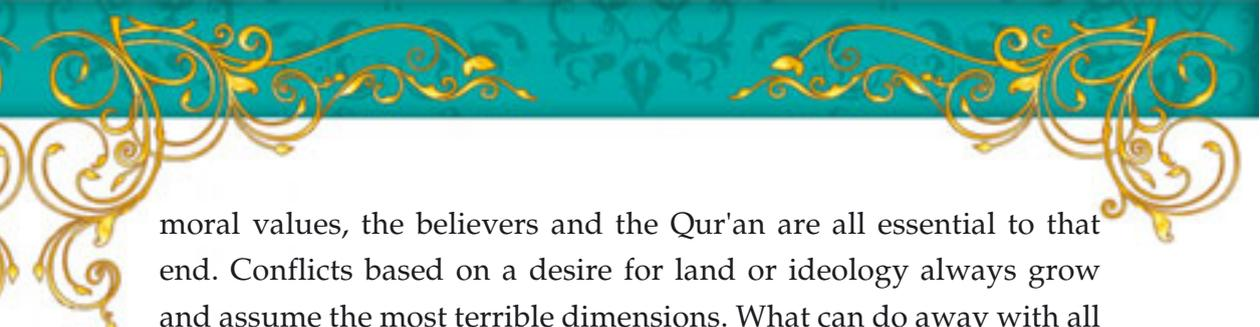 moral values, the believers and the Qur'an are all essential to that
end. Conflicts based on a desire for land or ideology always grow
and assume the most terrible dimensions. What can do away with all